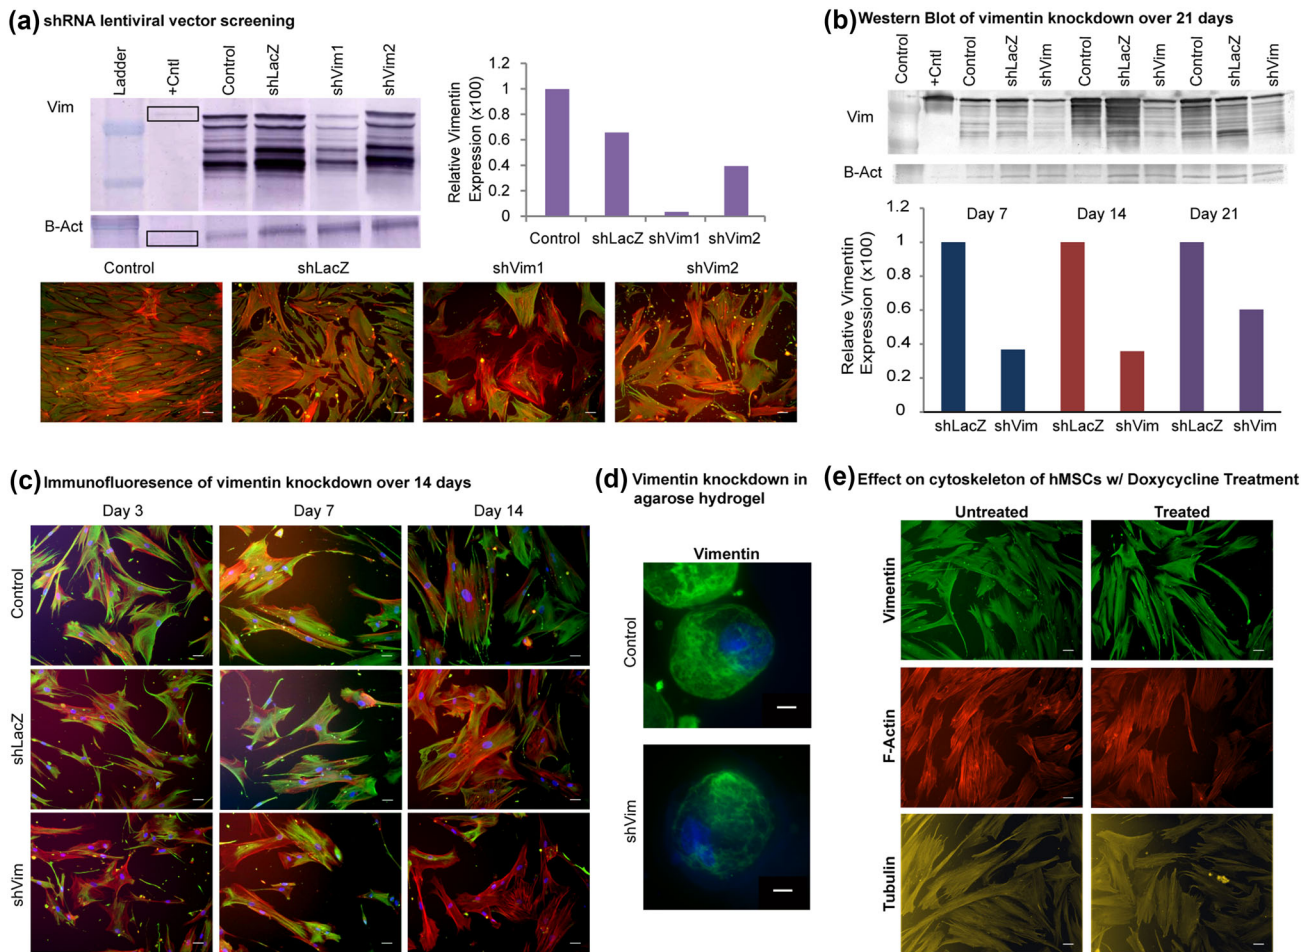 (a) shRNA lentiviral vector screening
Ladder
+Cntl
Control
shLacZ
shVim1
shVim2
Vim
B-Act
Relative Vimentin
Expression (x100)
1.2
1
0.8
0.6
0.4
0.2
0
Control shLacZ shVim1 shVim2
Control shLacZ shVim1 shVim2
(b) Western Blot of vimentin knockdown over 21 days
Control
+Cntl
Control
shLacZ
shVim
Control
shLacZ
shVim
Control
shLacZ
shVim
Vim
B-Act
Relative Vimentin
Expression (x100)
1.2
1
0.6
0.4
0.2
0
Day 7 Day 14 Day 21
shLacZ shVim shLacZ shVim shLacZ shVim
(c) Immunofluoresence of vimentin knockdown over 14 days
Day 3 Day 7 Day 14
Control
shLacZ
shVim
(d) Vimentin knockdown in
agarose hydrogel
Vimentin
Control
shVim
(e) Effect on cytoskeleton of hMSCs w/ Doxycycline Treatment
Untreated Treated
Vimentin
F-Actin
Tubulin